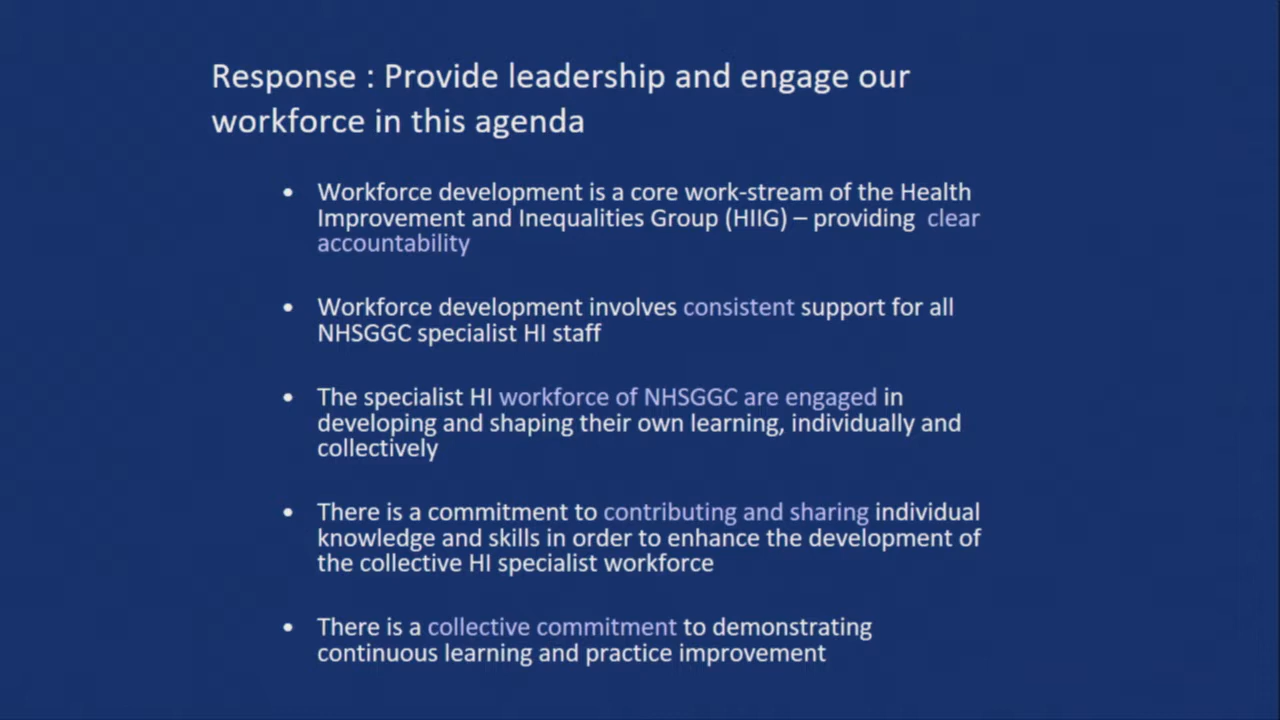 Response : Provide leadership and engage our
workforce in this agenda
• Workforce development is a core work-stream of the Health
Improvement and Inequalities Group (HIIG) – providing  clear
accountability
• Workforce development involves consistent support for all
NHSGGC specialist HI staff
• The specialist HI workforce of NHSGGC are engaged in
developing and shaping their own learning, individually and
collectively
• There is a commitment to contributing and sharing individual
knowledge and skills in order to enhance the development of
the collective HI specialist workforce
• There is a collective commitment to demonstrating
continuous learning and practice improvement